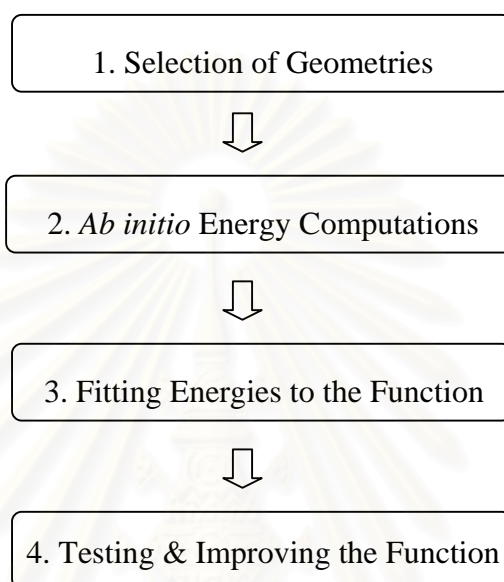 1. Selection of Geometries
2. Ab initio Energy Computations
3. Fitting Energies to the Function
4. Testing & Improving the Function